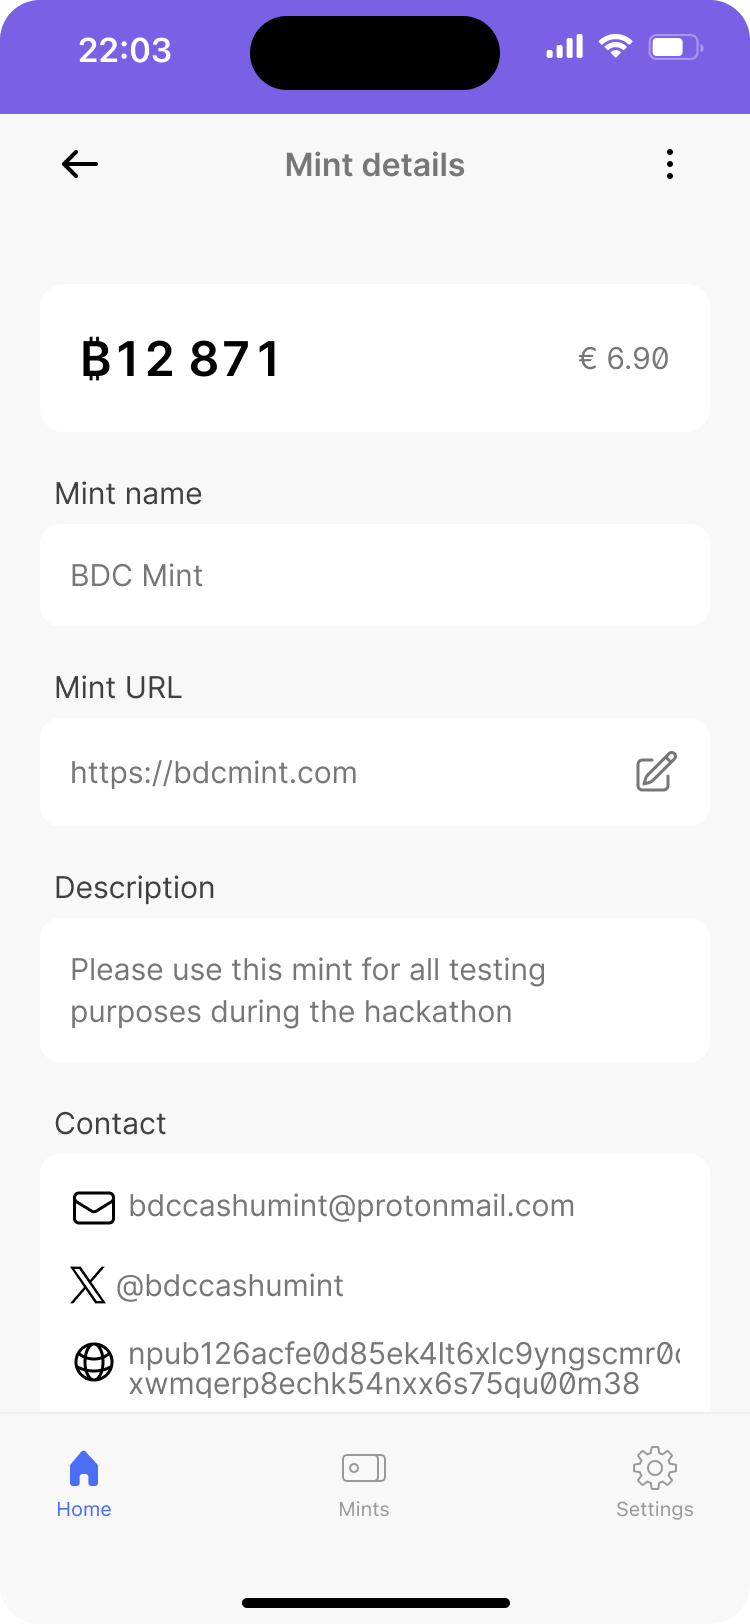 22:03
Mint details
₿12 871
€ 6.90
Mint name
BDC Mint
Mint URL
https://bdcmint.com
Description
Please use this mint for all testing
purposes during the hackathon
Contact
bdccashumint@protonmail.com
@bdccashumint
npub126acfe0d85ek4lt6xlc9yngscmr0
xwmqerp8echk54nxx6s75qu00m38
Home
Mints
Settings